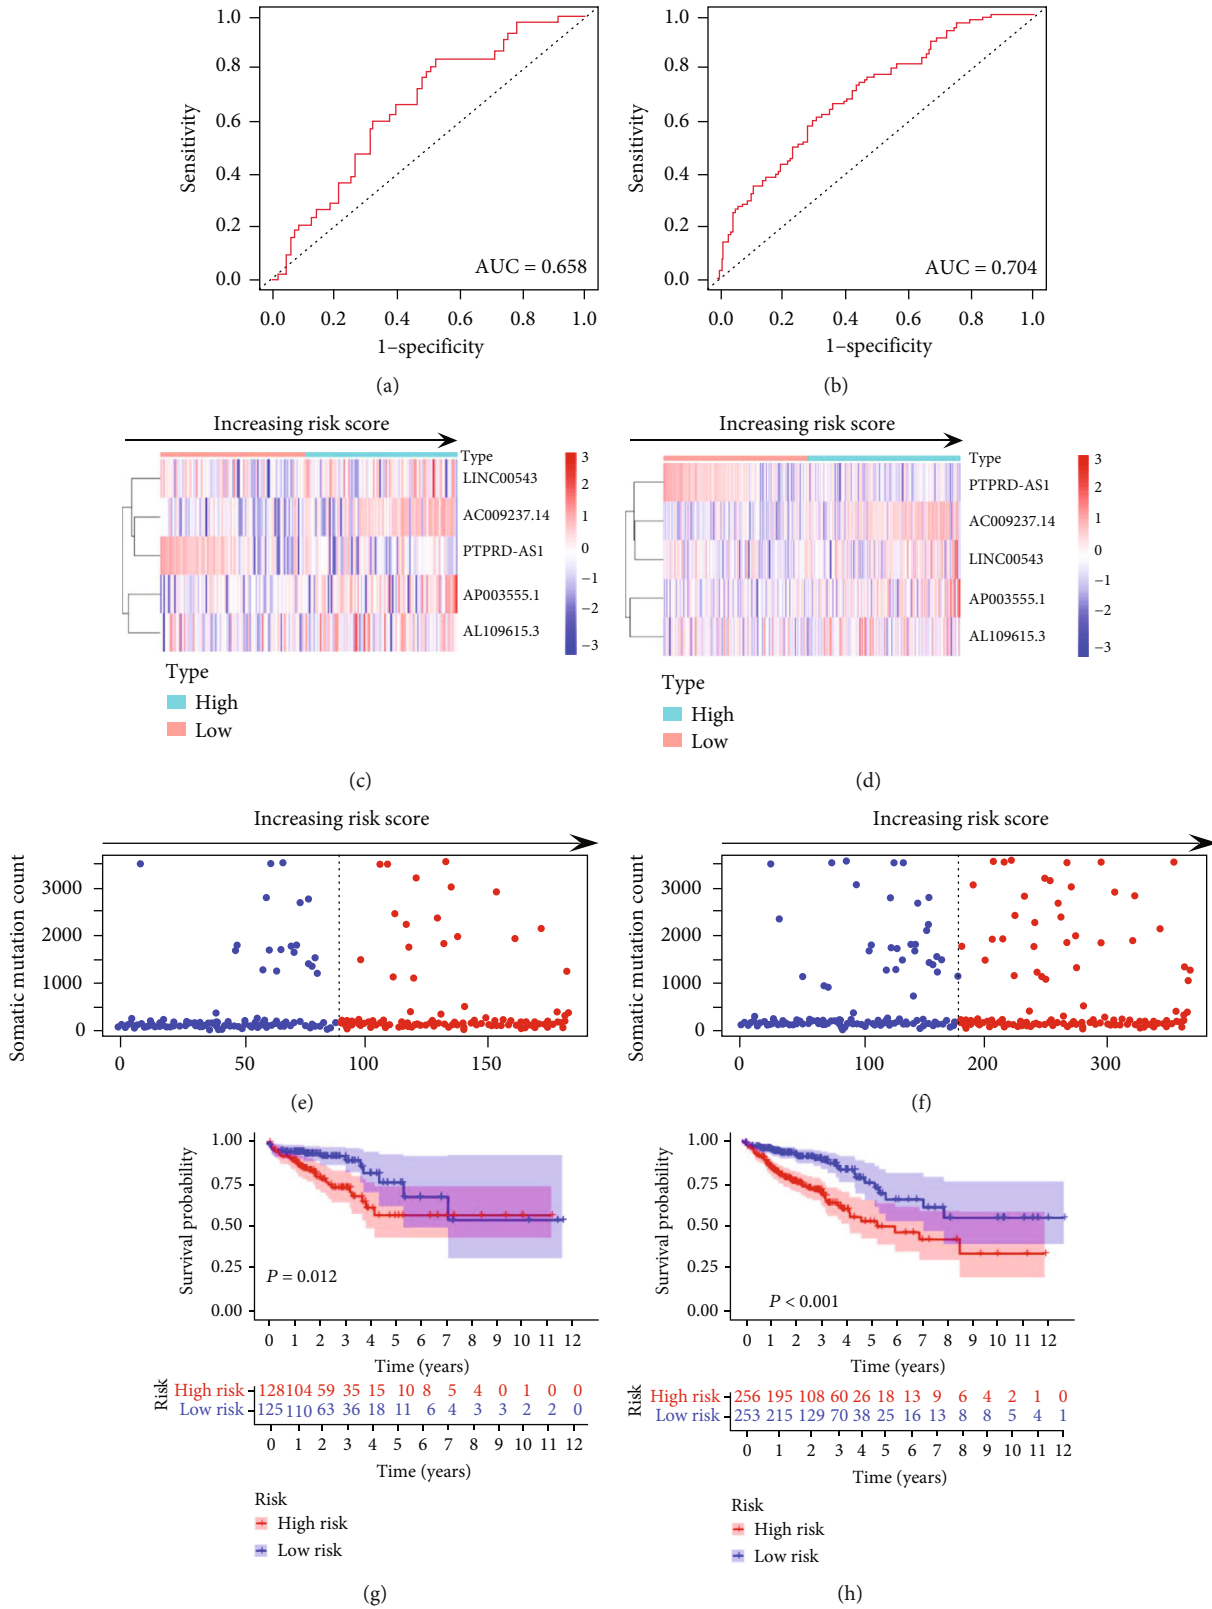 1.0
0.8
0.6
0.4
0.2
0.0
Sensitivity
AUC = 0.658
0.0 0.2 0.4 0.6 0.8 1.0
1–specificity
(a)
1.0
0.8
0.6
0.4
0.2
0.0
Sensitivity
AUC = 0.704
0.0 0.2 0.4 0.6 0.8 1.0
1–specificity
(b)
Increasing risk score
Type
LINC00543
AC009237.14
PTPRD-AS1
AP003555.1
AL109615.3
3
2
1
0
−1
−2
−3
Type
High
Low
(c)
Increasing risk score
Type
PTPRD-AS1
AC009237.14
LINC00543
AP003555.1
AL109615.3
3
2
1
0
−1
−2
−3
Type
High
Low
(d)
Increasing risk score
Somatic mutation count
3000
2000
1000
0
0 50 100 150
(e)
Increasing risk score
Somatic mutation count
3000
2000
1000
0
0 100 200 300
(f)
Survival probability
1.00
0.75
0.50
0.25
0.00
P = 0.012
0 1 2 3 4 5 6 7 8 9 10 11 12
Time (years)
Risk
High risk 128 104 59 35 15 10 8 5 4 0 1 0 0
Low risk 125 110 63 36 18 11 6 4 3 3 2 2 0
0 1 2 3 4 5 6 7 8 9 10 11 12
Time (years)
Risk
High risk
Low risk
(g)
Survival probability
1.00
0.75
0.50
0.25
0.00
P < 0.001
0 1 2 3 4 5 6 7 8 9 10 11 12
Time (years)
Risk
High risk 256 195 108 60 26 18 13 9 6 4 2 1 0
Low risk 253 215 129 70 38 25 16 13 8 8 5 4 1
0 1 2 3 4 5 6 7 8 9 10 11 12
Time (years)
Risk
High risk
Low risk
(h)